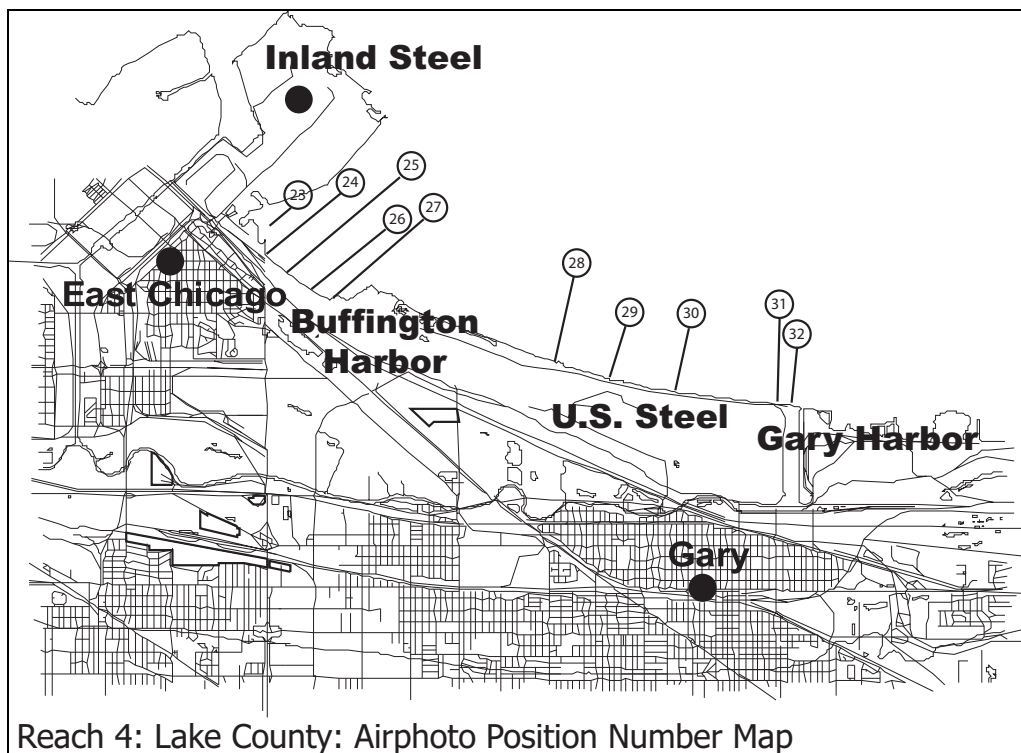 Inland Steel
25
24
23
27
26
East Chicago
Buffington
Harbor
28
29
30
31
32
U.S. Steel
Gary Harbor
Gary
Reach 4: Lake County: Airphoto Position Number Map